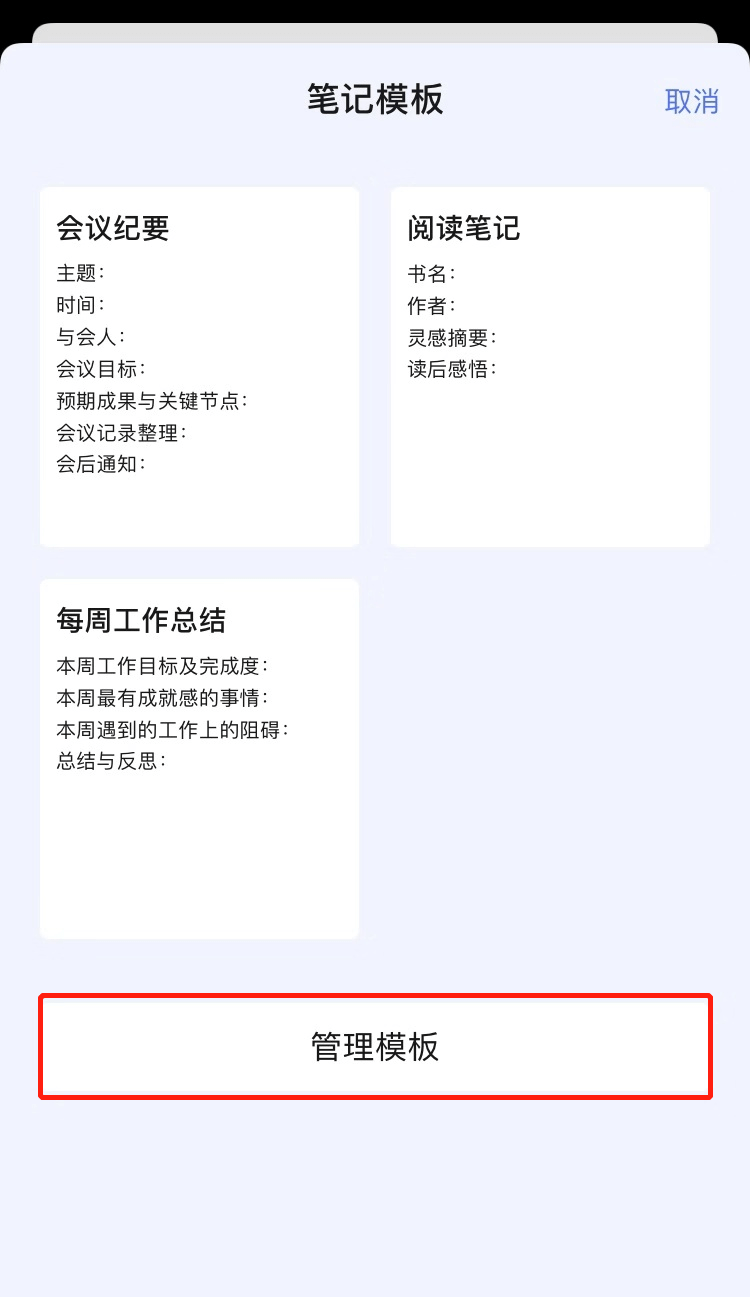 笔记模板
取消
会议纪要
主题：
时间：
与会人：
会议目标：
预期成果与关键节点：
会议记录整理：
会后通知：
阅读笔记
书名：
作者：
灵感摘要：
读后感悟：
每周工作总结
本周工作目标及完成度：
本周最有成就感的事情：
本周遇到的工作上的阻碍：
总结与反思：
管理模板